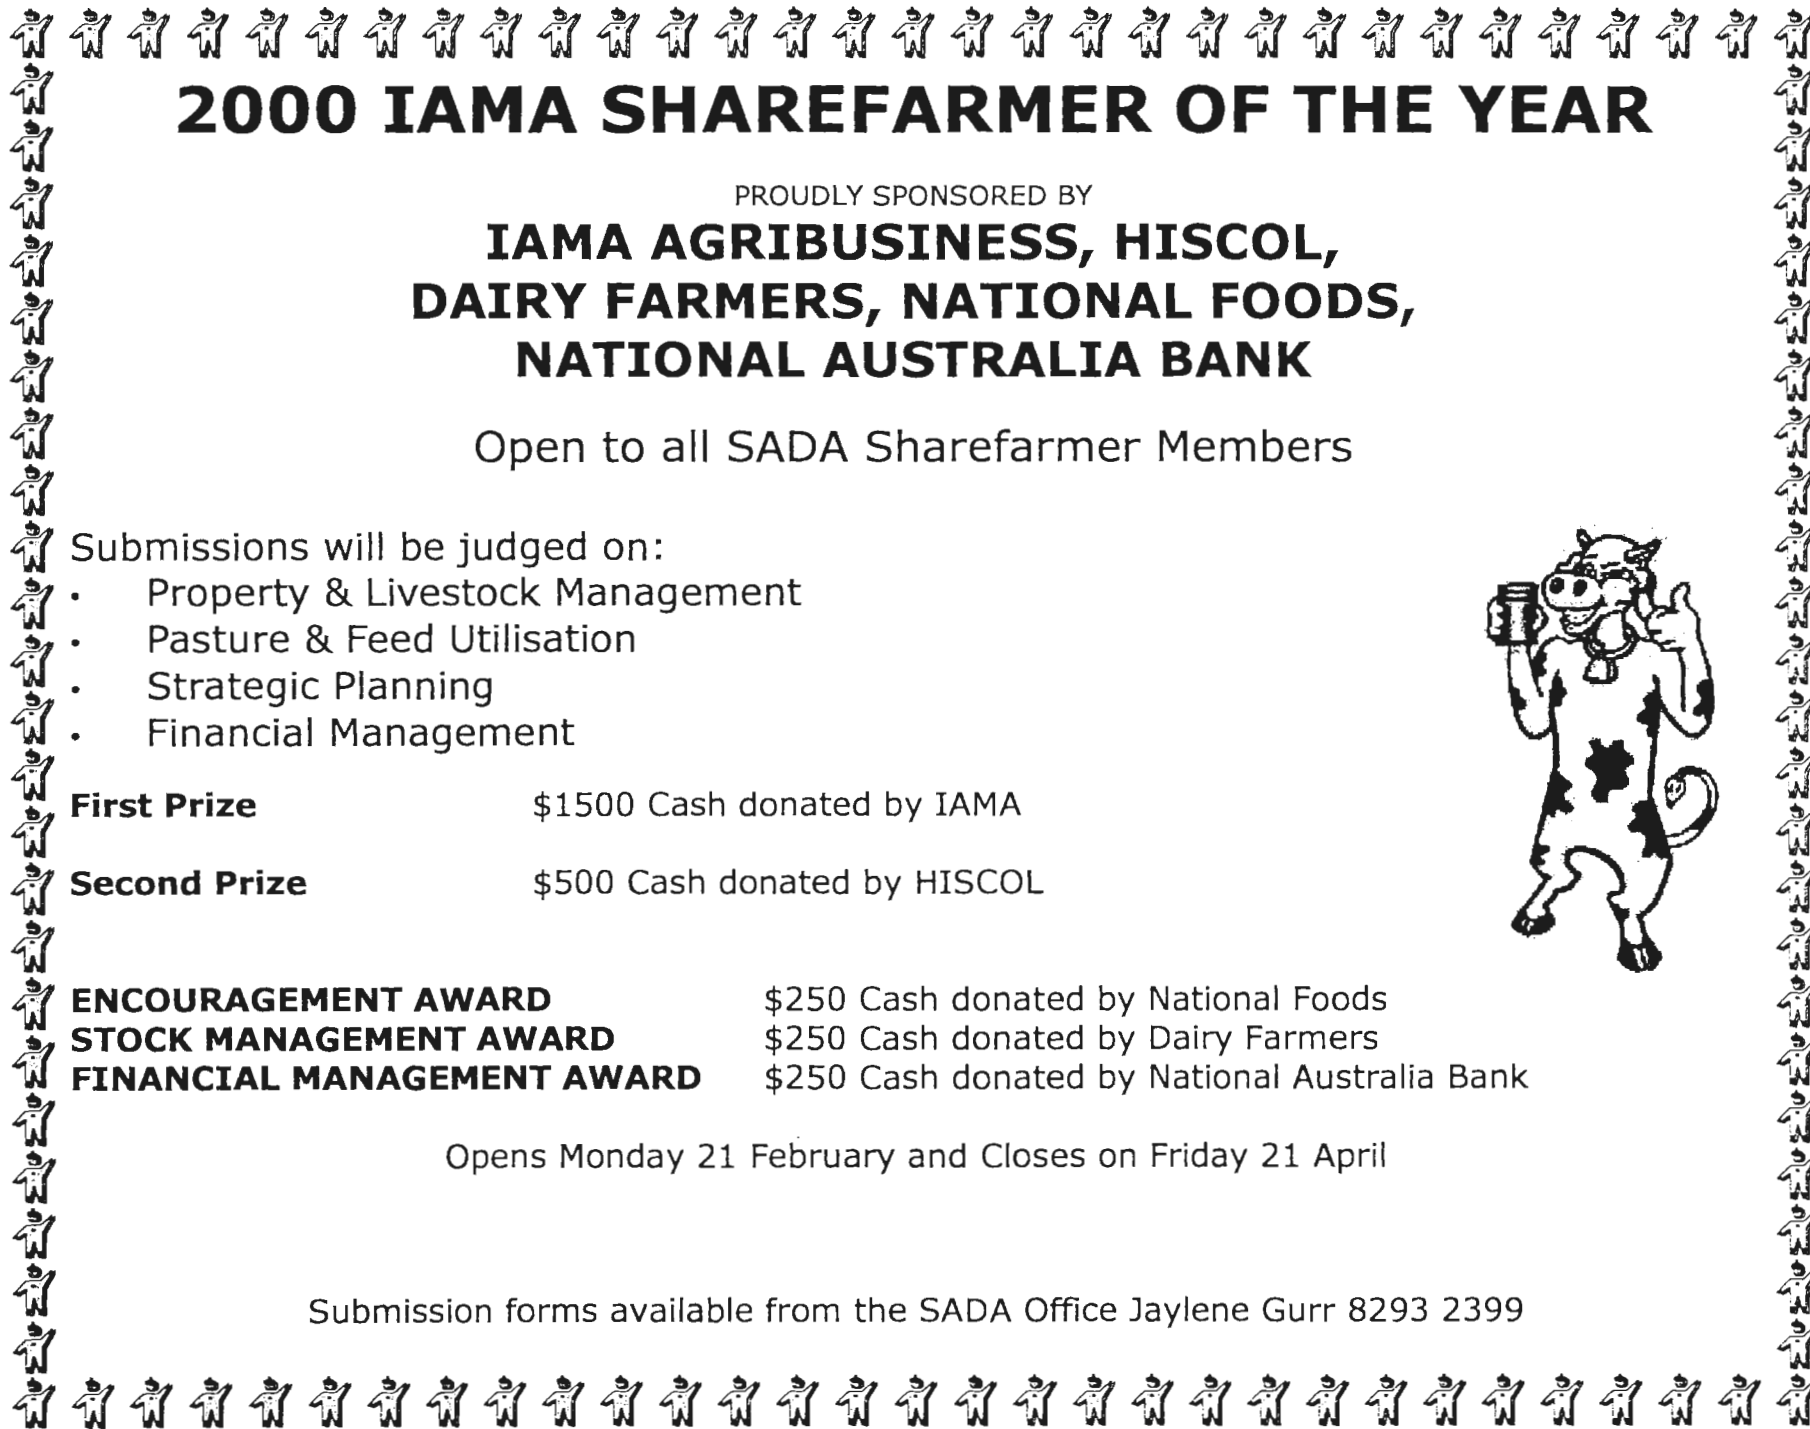 2000 IAMA SHAREFARMER OF THE YEAR
PROUDLY SPONSORED BY
IAMA AGRIBUSINESS, HISCOL,
DAIRY FARMERS, NATIONAL FOODS,
NATIONAL AUSTRALIA BANK
Open to all SADA Sharefarmer Members
Submissions will be judged on:
• Property & Livestock Management
• Pasture & Feed Utilisation
• Strategic Planning
• Financial Management
First Prize $1500 Cash donated by IAMA
Second Prize $500 Cash donated by HISCOL
ENCOURAGEMENT AWARD $250 Cash donated by National Foods
STOCK MANAGEMENT AWARD $250 Cash donated by Dairy Farmers
FINANCIAL MANAGEMENT AWARD $250 Cash donated by National Australia Bank
Opens Monday 21 February and Closes on Friday 21 April
Submission forms available from the SADA Office Jaylene Gurr 8293 2399